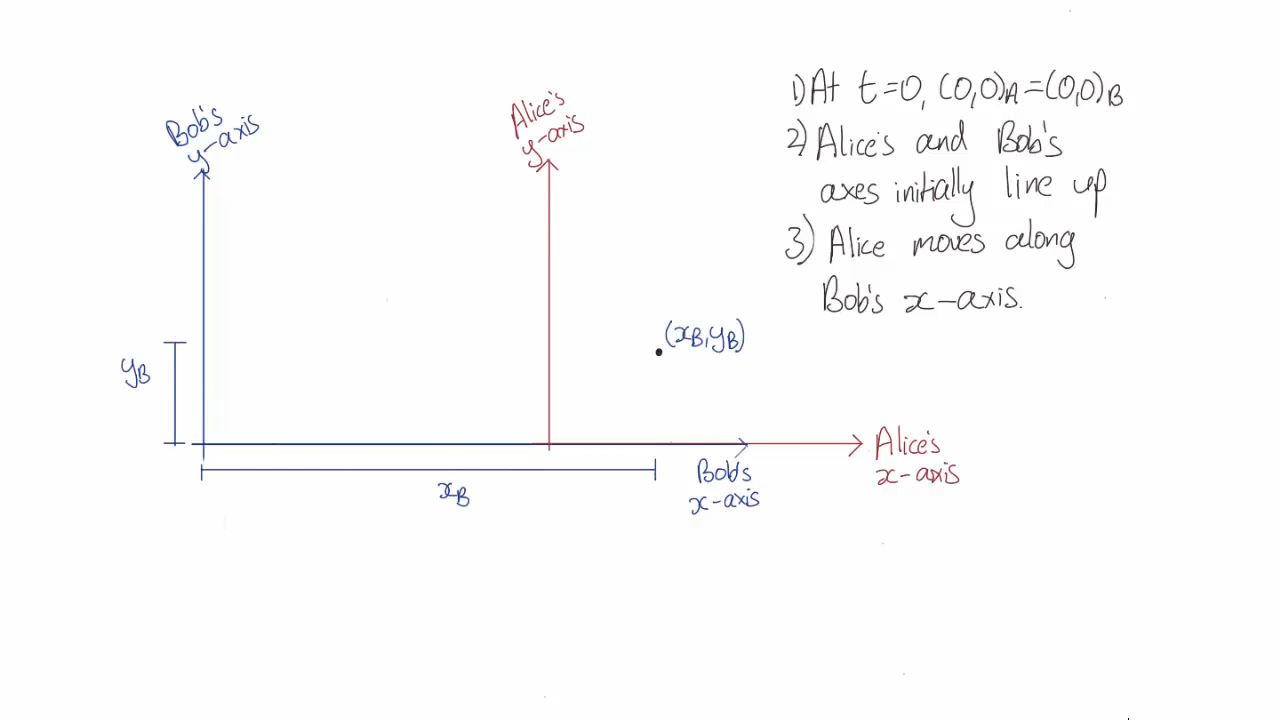 Bob's
y-axis
Alice's
y-axis
1) At t=0, (0,0)A=(0,0)B
2) Alice's and Bob's
axes initially line up
3) Alice moves along
Bob's x-axis.
(xB,yB)
yB
xB
Bob's
x-axis
Alice's
x-axis